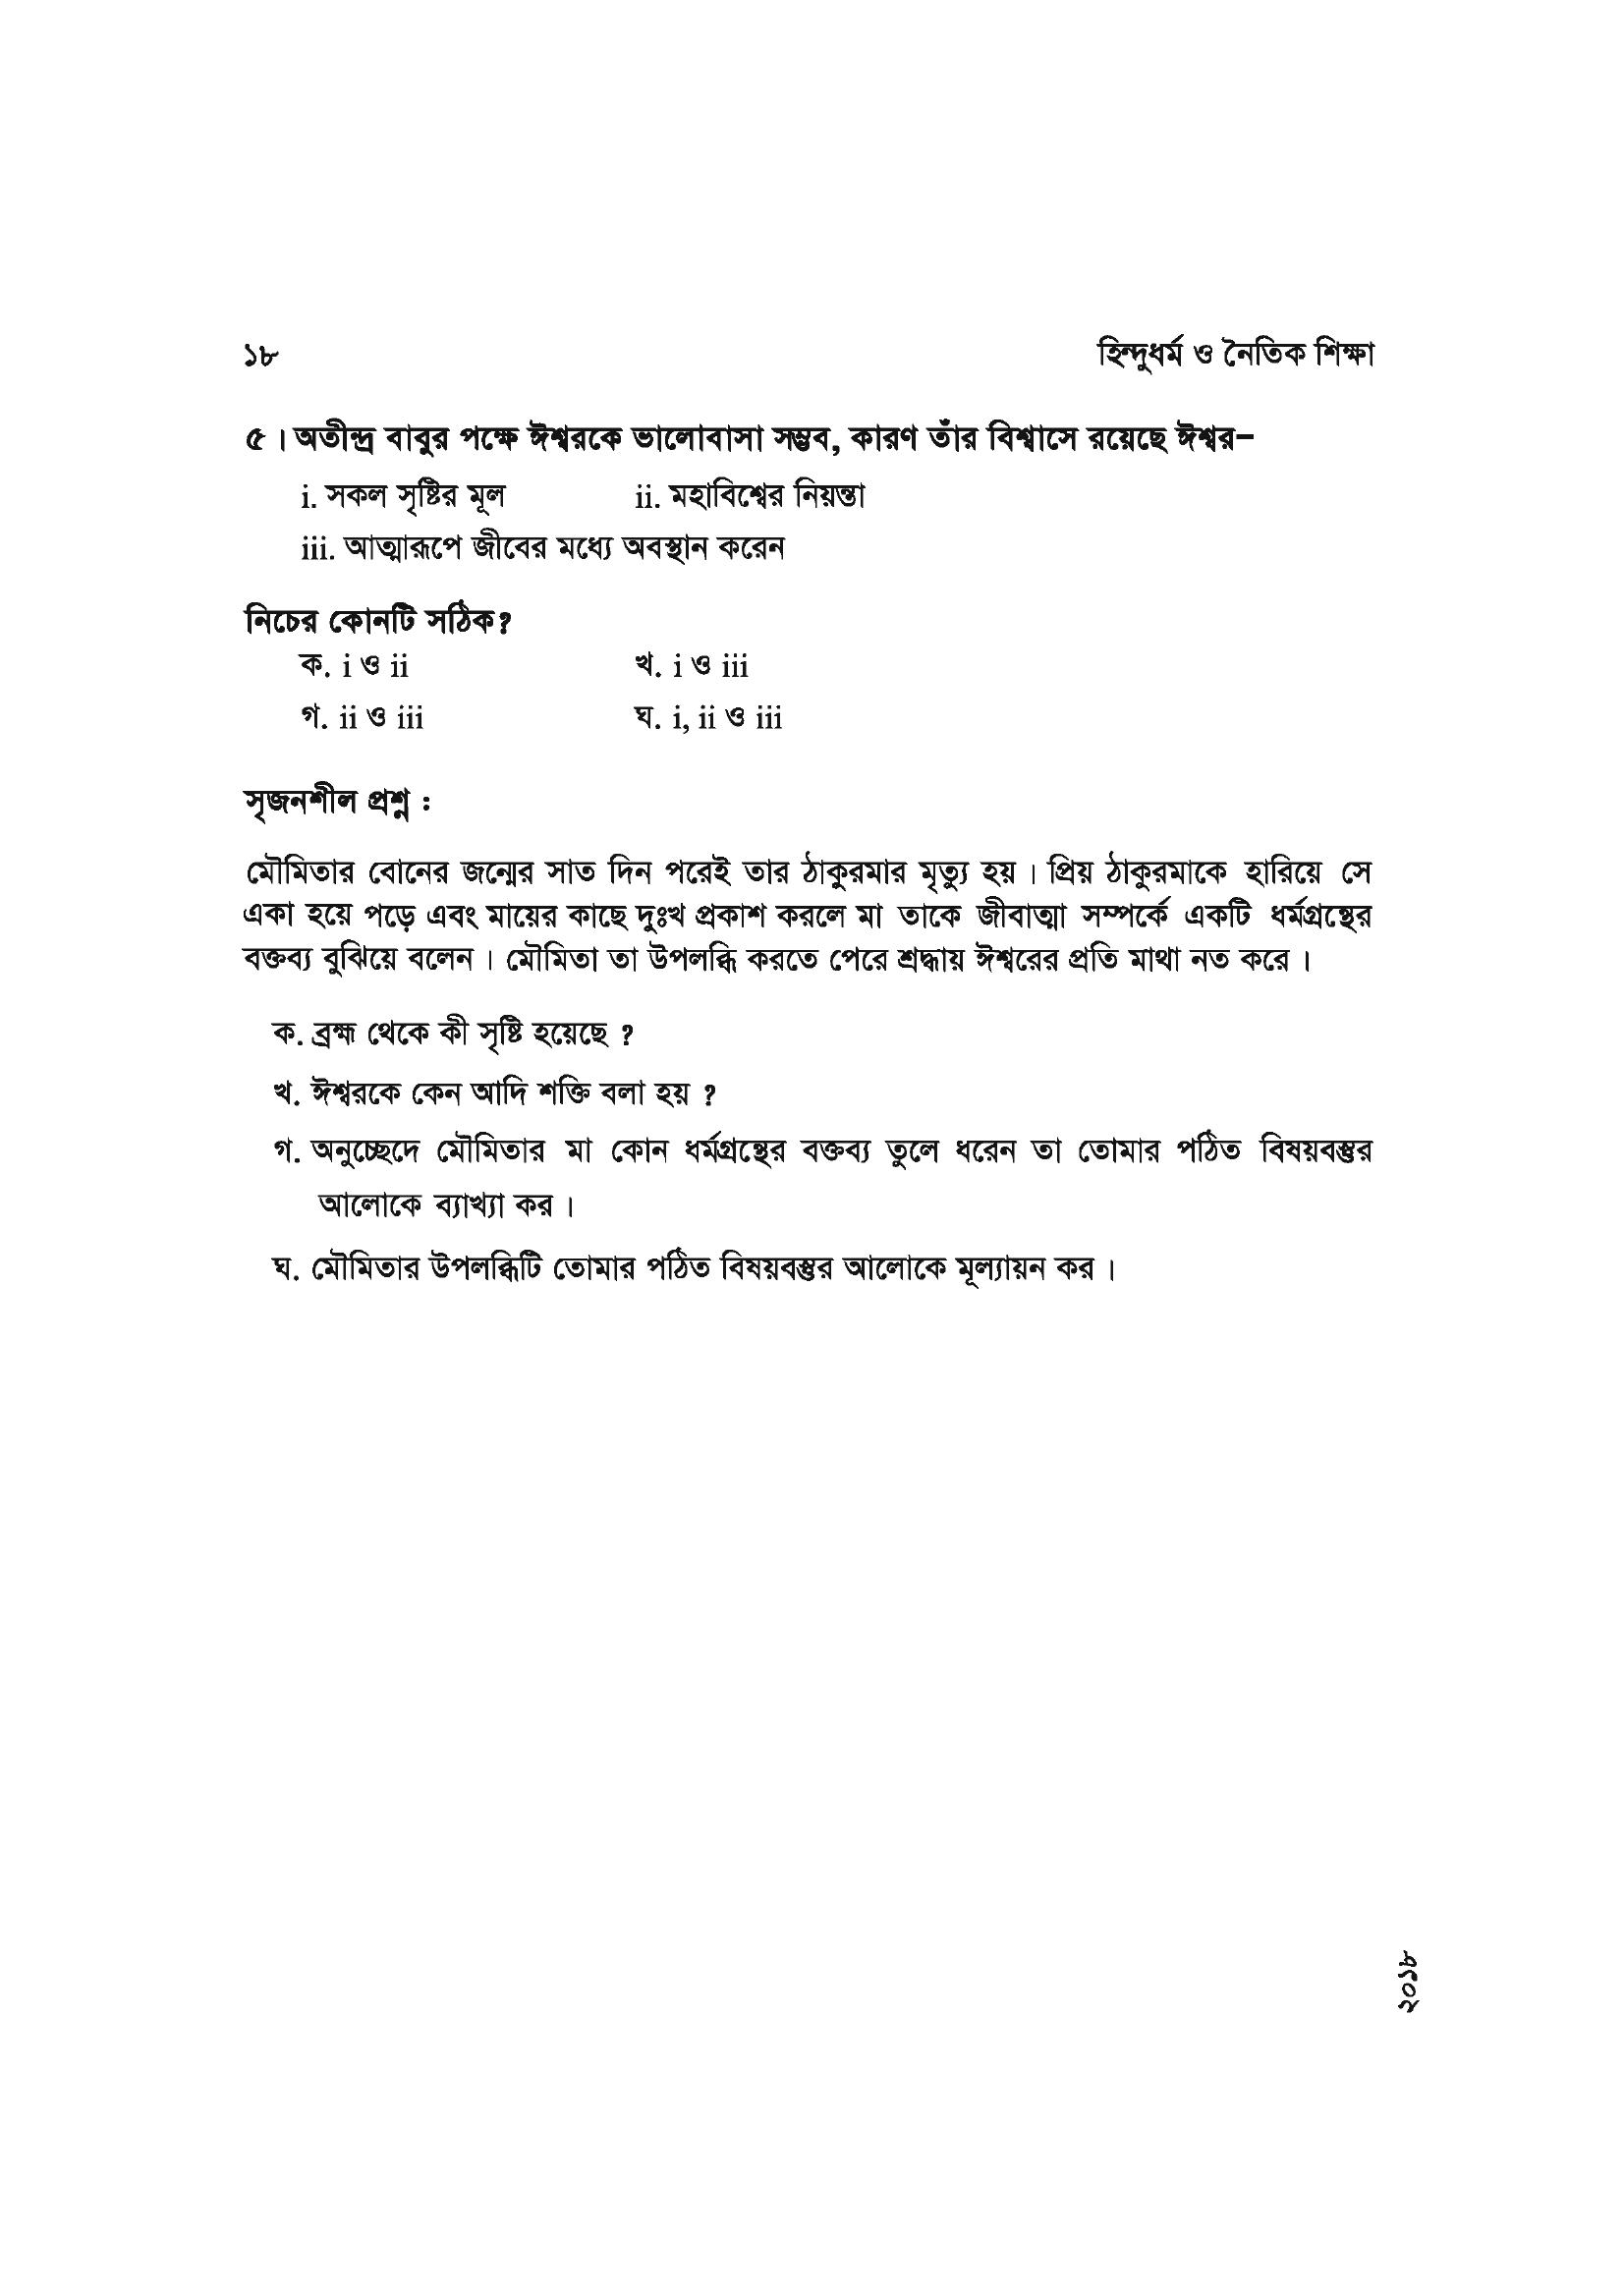 ১৮ হিন্দুধর্ম ও নৈতিক শিক্ষা
৫। অতীন্দ্র বাবুর পক্ষে ঈশ্বরকে ভালোবাসা সম্ভব, কারণ তাঁর বিশ্বাসে রয়েছে ঈশ্বর–
i. সকল সৃষ্টির মূল ii. মহাবিশ্বের নিয়ন্তা
iii. আত্মারূপে জীবের মধ্যে অবস্থান করেন
নিচের কোনটি সঠিক?
ক. i ও ii খ. i ও iii
গ. ii ও iii ঘ. i, ii ও iii
সৃজনশীল প্রশ্ন :
মৌমিতার বোনের জন্মের সাত দিন পরেই তার ঠাকুরমার মৃত্যু হয়। প্রিয় ঠাকুরমাকে হারিয়ে সে
একা হয়ে পড়ে এবং মায়ের কাছে দুঃখ প্রকাশ করলে মা তাকে জীবাত্মা সম্পর্কে একটি ধর্মগ্রন্থের
বক্তব্য বুঝিয়ে বলেন। মৌমিতা তা উপলব্ধি করতে পেরে শ্রদ্ধায় ঈশ্বরের প্রতি মাথা নত করে।
ক. ব্রহ্ম থেকে কী সৃষ্টি হয়েছে ?
খ. ঈশ্বরকে কেন আদি শক্তি বলা হয় ?
গ. অনুচ্ছেদে মৌমিতার মা কোন ধর্মগ্রন্থের বক্তব্য তুলে ধরেন তা তোমার পঠিত বিষয়বস্তুর
আলোকে ব্যাখ্যা কর।
ঘ. মৌমিতার উপলব্ধিটি তোমার পঠিত বিষয়বস্তুর আলোকে মূল্যায়ন কর।
২০১৮